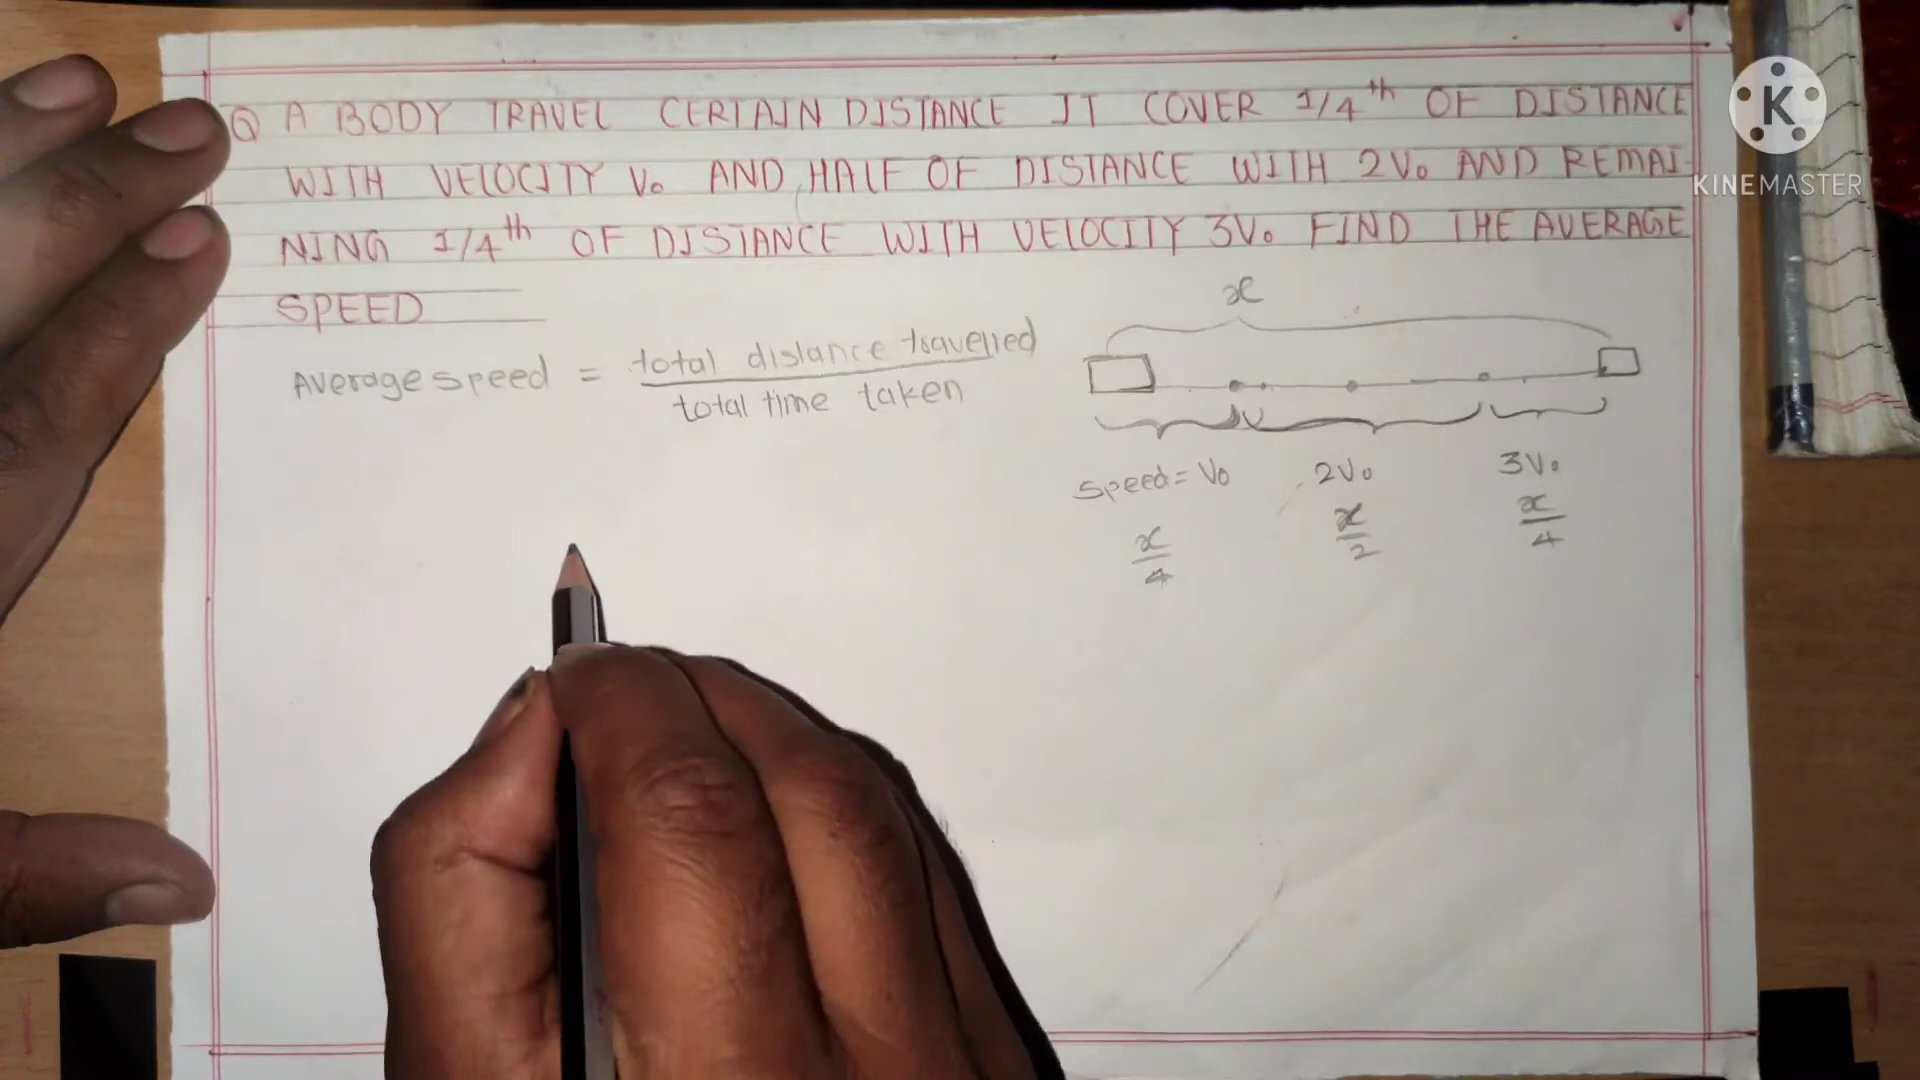 Q A BODY TRAVEL CERTAIN DISTANCE IT COVER 1/4th OF DISTANCE
WITH VELOCITY V₀ AND HALF OF DISTANCE WITH 2V₀ AND REMAI-
NING 1/4th OF DISTANCE WITH VELOCITY 3V₀ FIND THE AVERAGE
SPEED
Average speed = total distance travelled
total time taken
x
speed = V₀ 2V₀ 3V₀
x/4 x/2 x/4
K
KINEMASTER